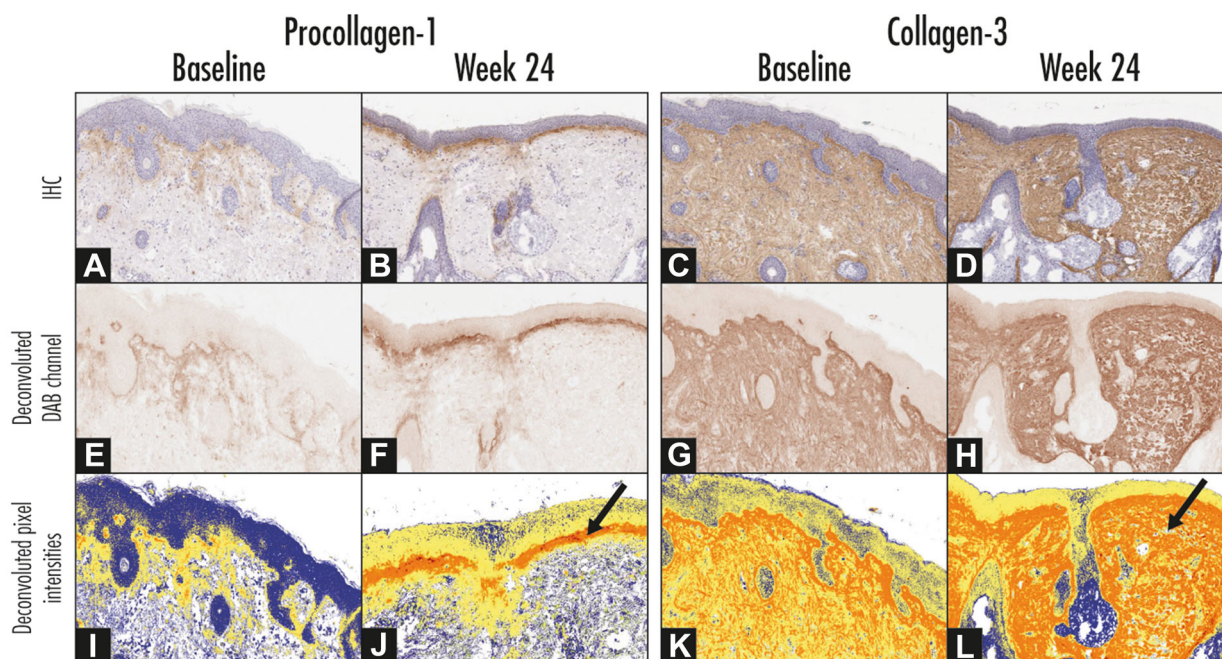 Procollagen-1 Collagen-3
Baseline Week 24 Baseline Week 24
IHC
A B C D
Deconvoluted
DAB channel
E F G H
Deconvoluted pixel
intensities
I J K L